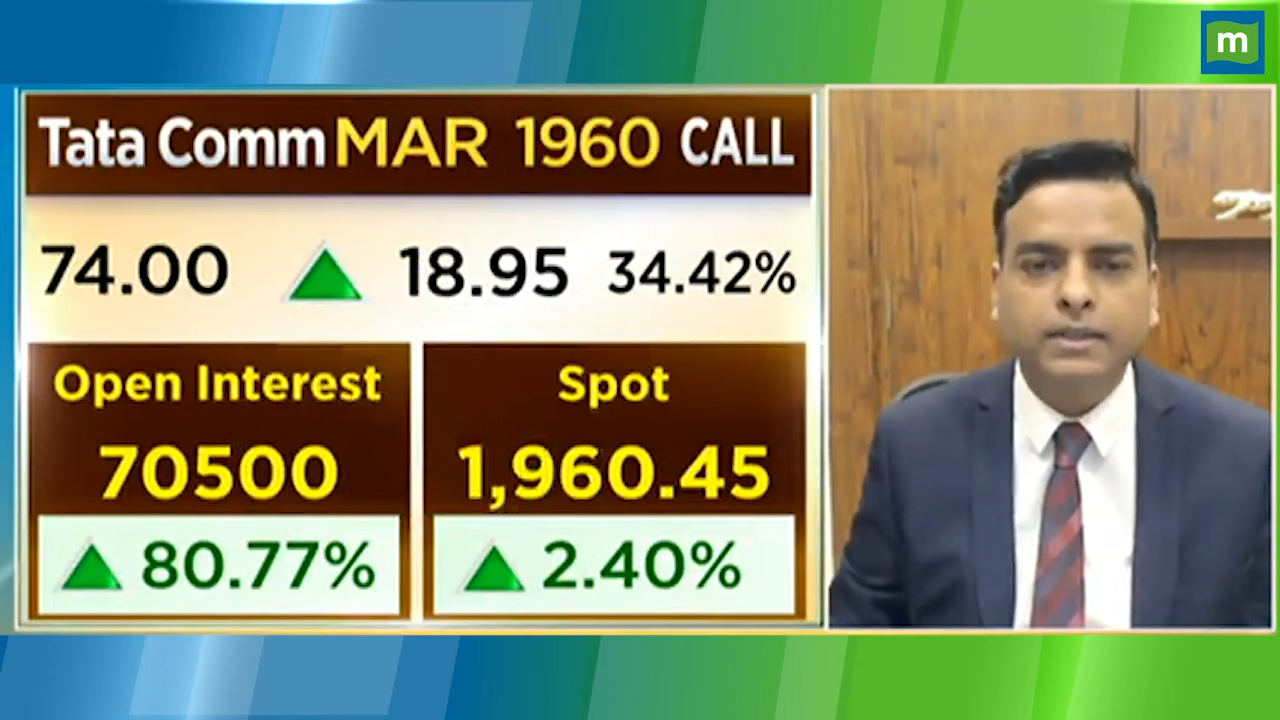 m
Tata Comm MAR 1960 CALL
74.00 18.95 34.42%
Open Interest
70500
80.77%
Spot
1,960.45
2.40%